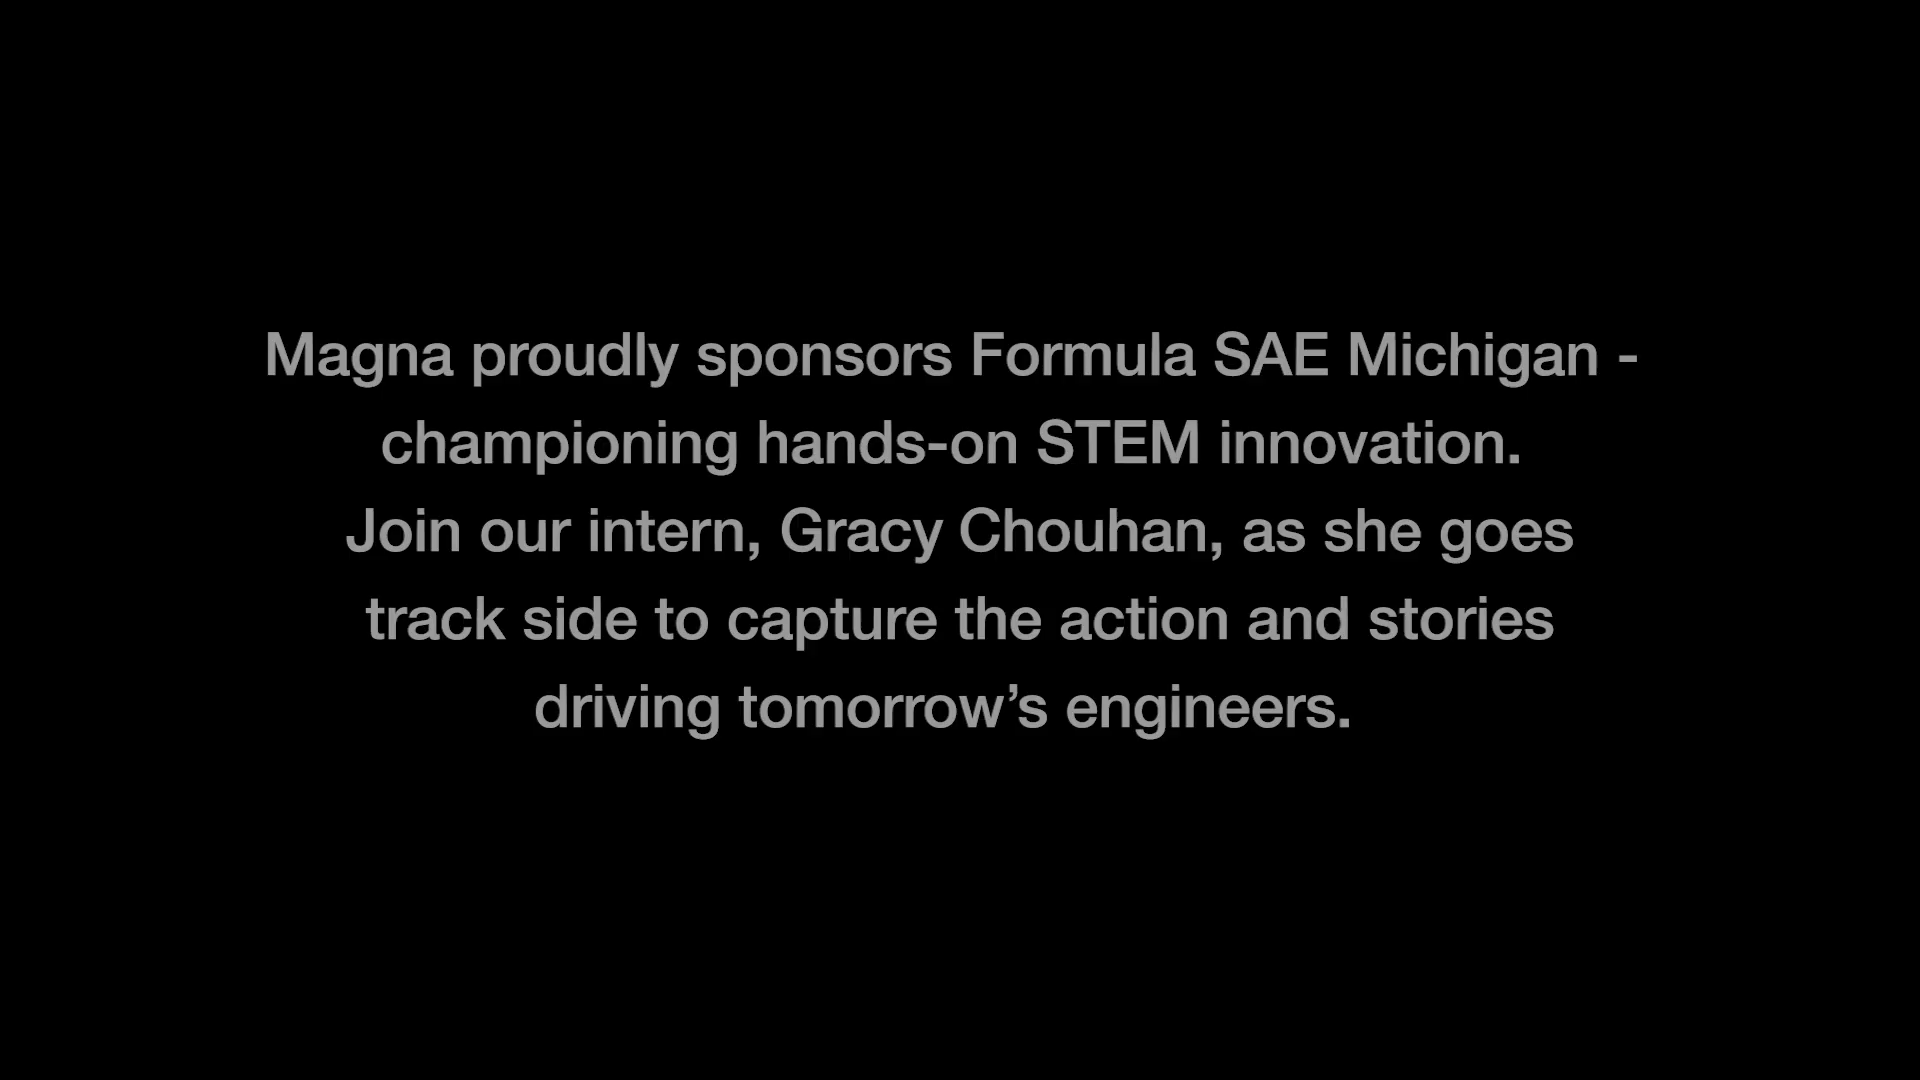 Magna proudly sponsors Formula SAE Michigan -
championing hands-on STEM innovation.
Join our intern, Gracy Chouhan, as she goes
track side to capture the action and stories
driving tomorrow’s engineers.